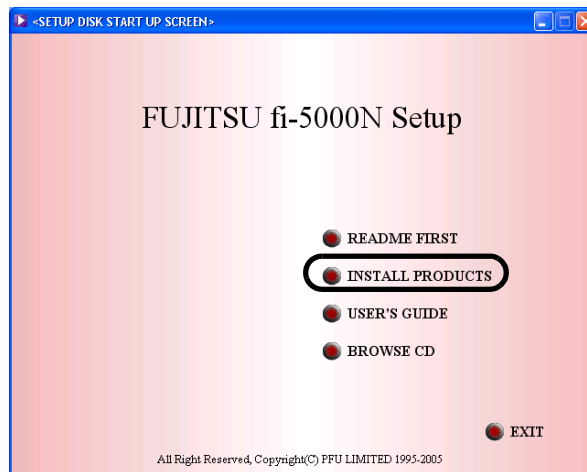 <SETUP DISK START UP SCREEN>
FUJITSU fi-5000N Setup
README FIRST
INSTALL PRODUCTS
USER'S GUIDE
BROWSE CD
EXIT
All Right Reserved, Copyright(C) PFU LIMITED 1995-2005